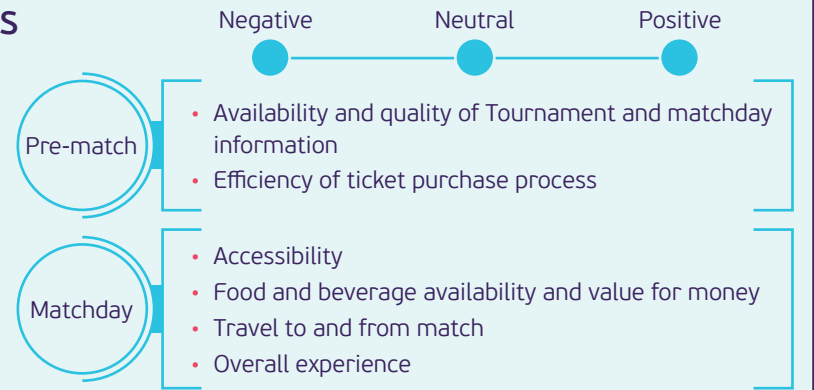 s
Negative Neutral Positive
Pre-match
• Availability and quality of Tournament and matchday
information
• Efficiency of ticket purchase process
Matchday
• Accessibility
• Food and beverage availability and value for money
• Travel to and from match
• Overall experience